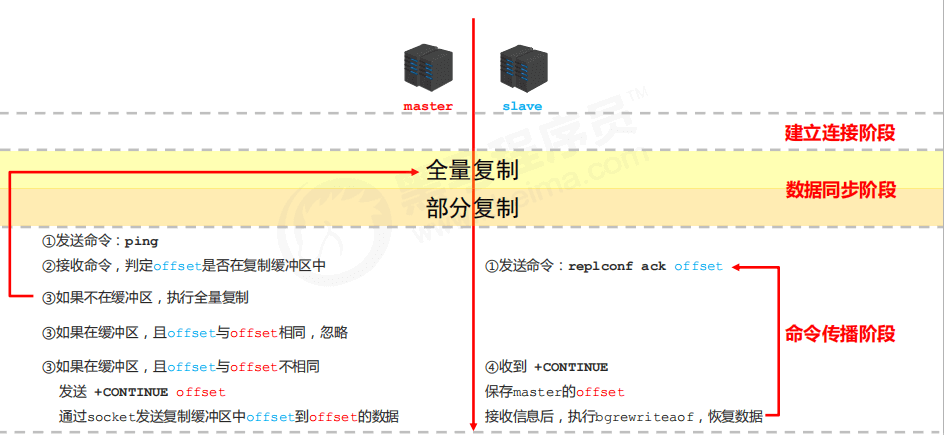 master
slave
建立连接阶段
全量复制
数据同步阶段
部分复制
①发送命令：ping
②接收命令，判定offset是否在复制缓冲区中
①发送命令：replconf ack offset
③如果不在缓冲区，执行全量复制
③如果在缓冲区，且offset与offset相同，忽略
命令传播阶段
③如果在缓冲区，且offset与offset不相同
④收到 +CONTINUE
发送 +CONTINUE offset
保存master的offset
通过socket发送复制缓冲区中offset到offset的数据
接收信息后，执行bgrewriteaof，恢复数据